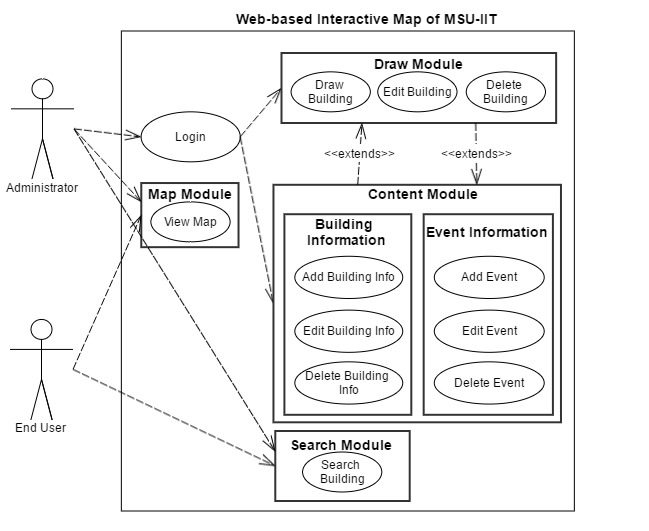 Web-based Interactive Map of MSU-IIT
Draw Module
Draw
Building
Edit Building
Delete
Building
Login
<<extends>>
<<extends>>
Administrator
Map Module
View Map
Content Module
Building
Information
Add Building Info
Edit Building Info
Delete Building
Info
Event Information
Add Event
Edit Event
Delete Event
End User
Search Module
Search
Building